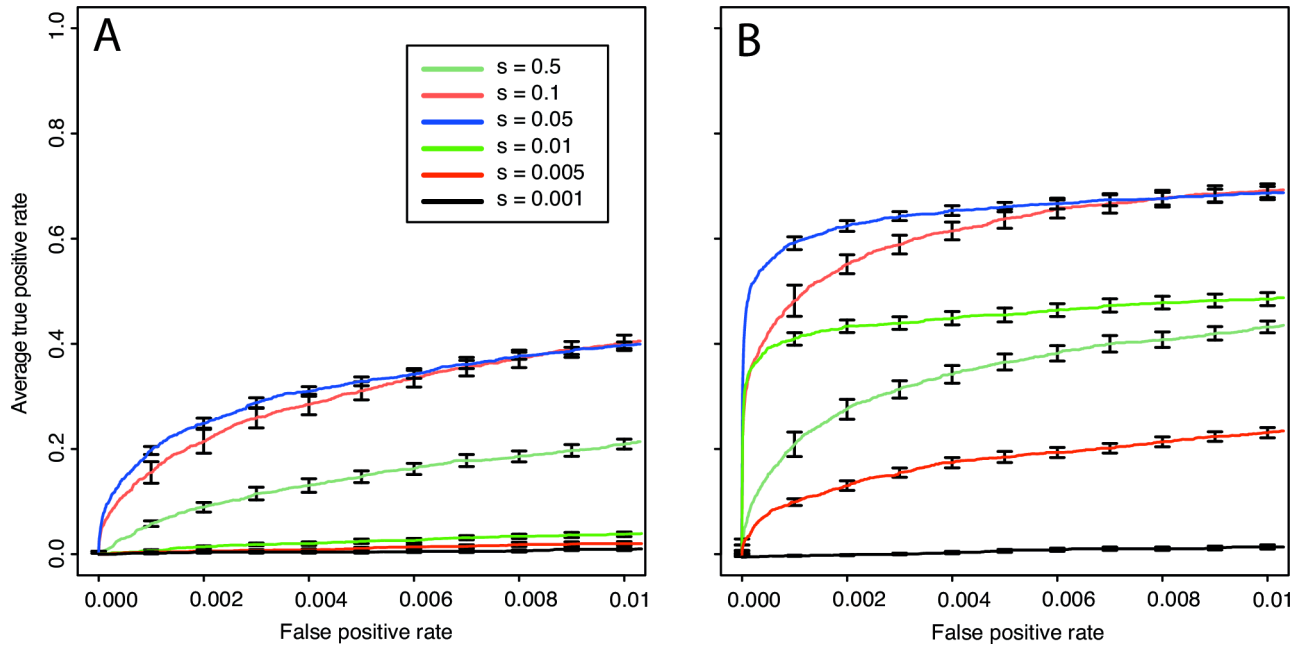 A
s = 0.5
s = 0.1
s = 0.05
s = 0.01
s = 0.005
s = 0.001
Average true positive rate
1.0
0.8
0.6
0.4
0.2
0.0
0.000 0.002 0.004 0.006 0.008 0.01
False positive rate
B
0.000 0.002 0.004 0.006 0.008 0.01
False positive rate